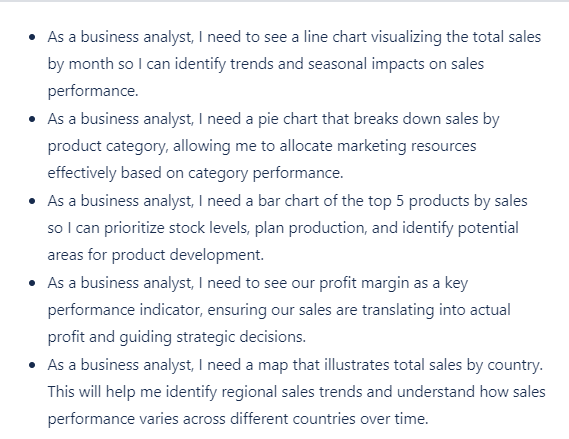 • As a business analyst, I need to see a line chart visualizing the total sales
by month so I can identify trends and seasonal impacts on sales
performance.
• As a business analyst, I need a pie chart that breaks down sales by
product category, allowing me to allocate marketing resources
effectively based on category performance.
• As a business analyst, I need a bar chart of the top 5 products by sales
so I can prioritize stock levels, plan production, and identify potential
areas for product development.
• As a business analyst, I need to see our profit margin as a key
performance indicator, ensuring our sales are translating into actual
profit and guiding strategic decisions.
• As a business analyst, I need a map that illustrates total sales by country.
This will help me identify regional sales trends and understand how sales
performance varies across different countries over time.